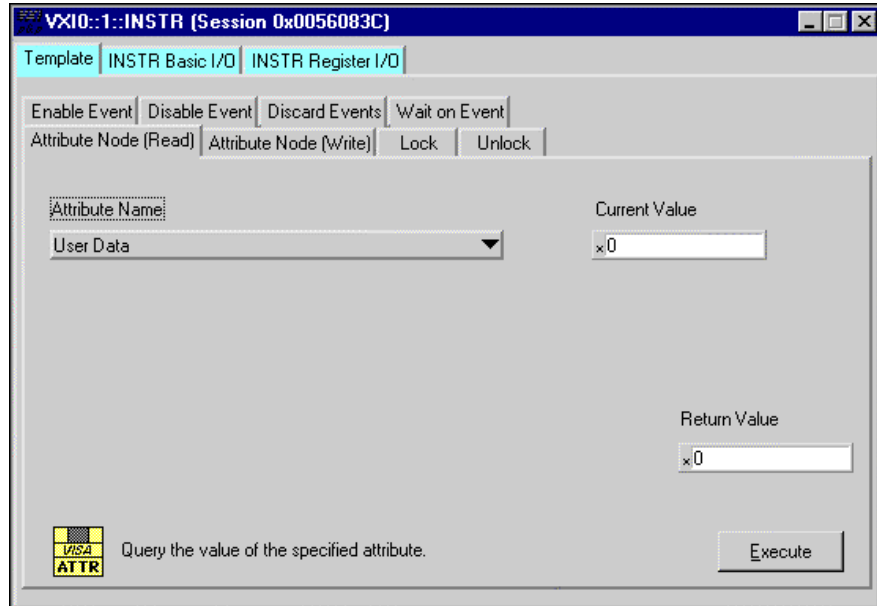 VXI0::1::INSTR (Session 0x0056083C)
Template INSTR Basic I/O INSTR Register I/O
Enable Event Disable Event Discard Events Wait on Event
Attribute Node (Read) Attribute Node (Write) Lock Unlock
Attribute Name Current Value
User Data x0
Return Value
x0
VISA
ATTR
Query the value of the specified attribute.
Execute